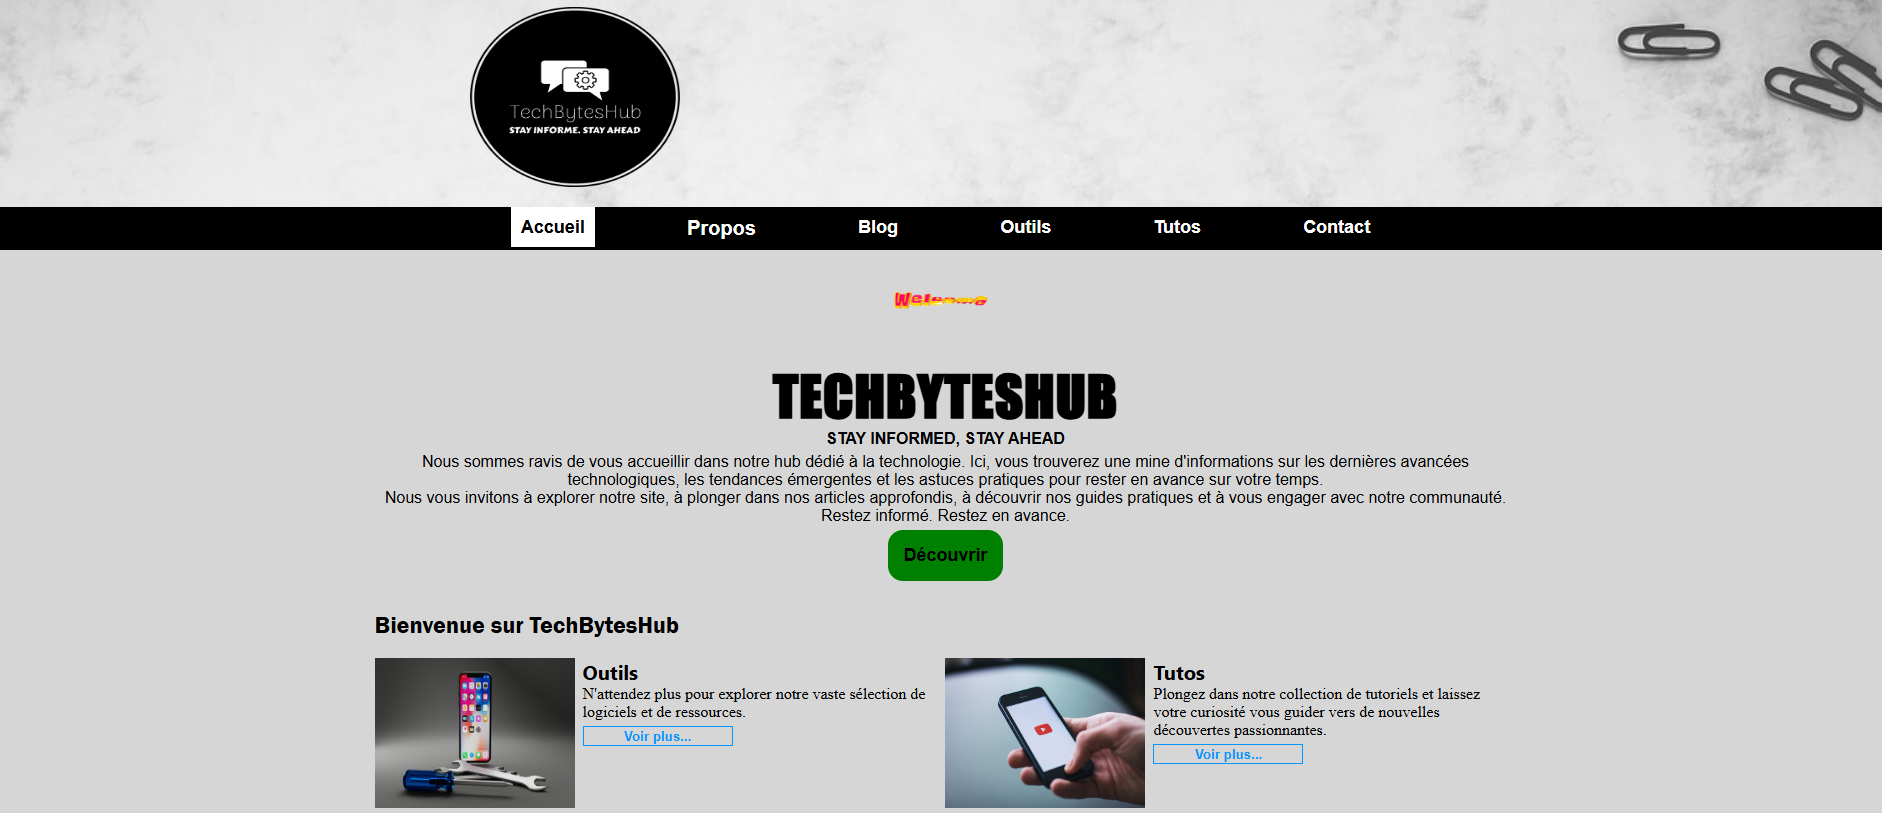 TechBytesHub
STAY INFORME. STAY AHEAD
Accueil Propos Blog Outils Tutos Contact
Welcome
TECHBYTESHUB
STAY INFORMED, STAY AHEAD
Nous sommes ravis de vous accueillir dans notre hub dédié à la technologie. Ici, vous trouverez une mine d'informations sur les dernières avancées
technologiques, les tendances émergentes et les astuces pratiques pour rester en avance sur votre temps.
Nous vous invitons à explorer notre site, à plonger dans nos articles approfondis, à découvrir nos guides pratiques et à vous engager avec notre communauté.
Restez informé. Restez en avance.
Découvrir
Bienvenue sur TechBytesHub
Outils
N'attendez plus pour explorer notre vaste sélection de
logiciels et de ressources.
Voir plus...
Tutos
Plongez dans notre collection de tutoriels et laissez
votre curiosité vous guider vers de nouvelles
découvertes passionnantes.
Voir plus...